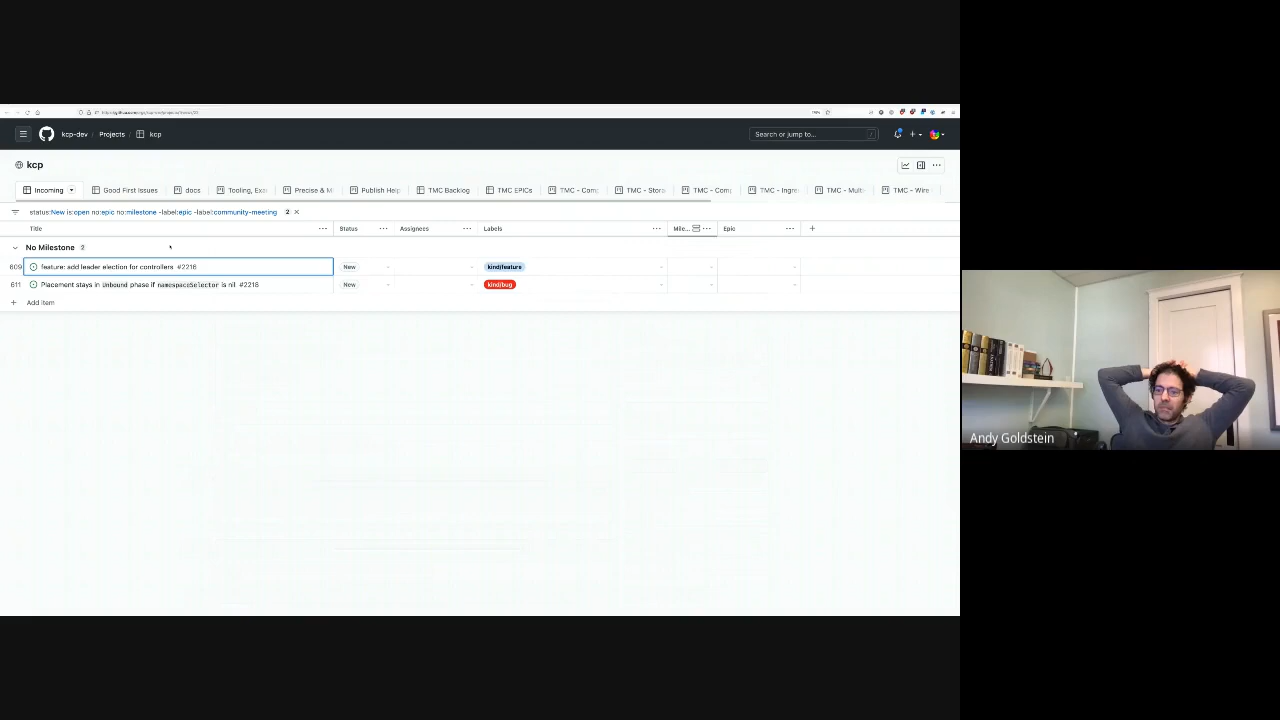 kcp-dev / Projects / kcp
Search or jump to...
kcp
Incoming Good First Issues docs Tooling, Exa Precise & M Publish Help TMC Backlog TMC EPICs TMC - Com TMC - Stora TMC - Com TMC - Ingre TMC - Mult TMC - Wire
status:New is:open no:epic no:milestone -label:epic -label:community-meeting 2
Title Status Assignees Labels Mile... Epic
No Milestone 2
609 feature: add leader election for controllers #2216 New - - kind/feature - - -
611 Placement stays in Unbound phase if namespaceSelector is nil #2218 New - - kind/bug - - -
Add item
Andy Goldstein